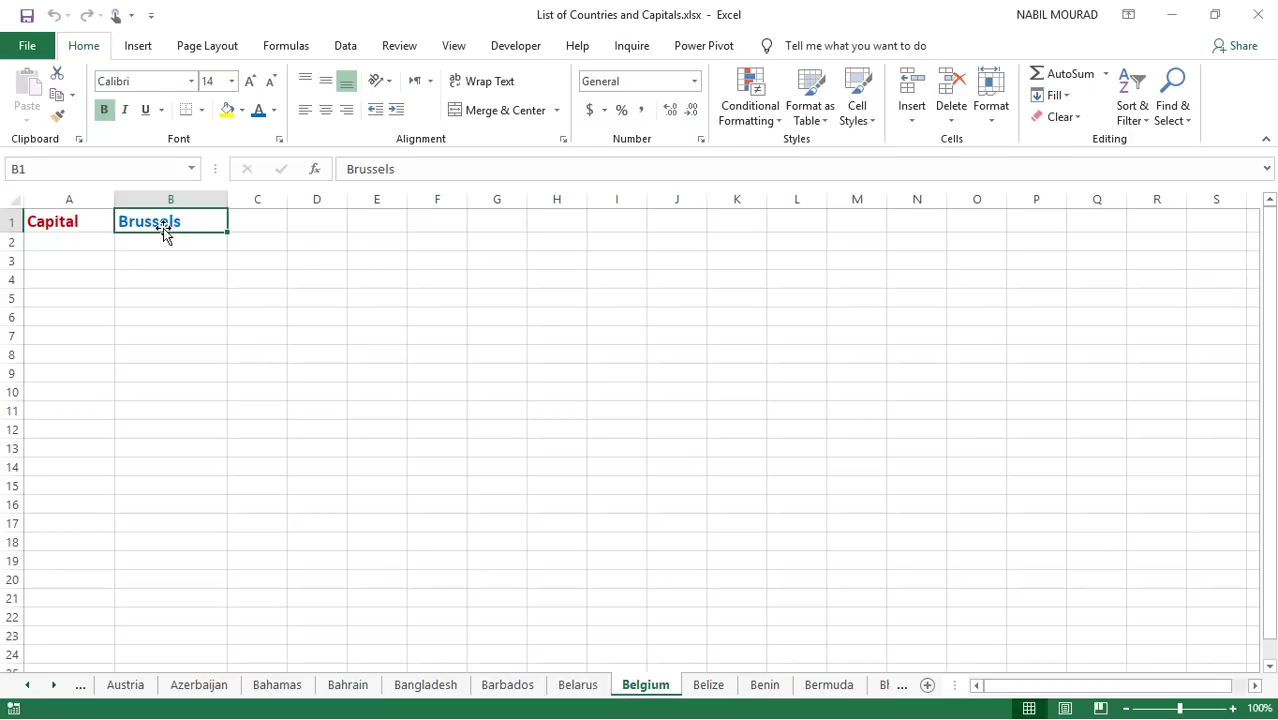 List of Countries and Capitals.xlsx - Excel
NABIL MOURAD
File Home Insert Page Layout Formulas Data Review View Developer Help Inquire Power Pivot Tell me what you want to do Share
Paste
Clipboard
Calibri 14
B I U
Font
Wrap Text
Merge & Center
Alignment
General
$ % ,
Number
Conditional Formatting
Format as Table
Cell Styles
Styles
Insert Delete Format
Cells
AutoSum
Fill
Clear
Sort & Filter
Find & Select
Editing
B1 fx Brussels
A B C D E F G H I J K L M N O P Q R S
1 Capital Brussels
2
3
4
5
6
7
8
9
10
11
12
13
14
15
16
17
18
19
20
21
22
23
24
... Austria Azerbaijan Bahamas Bahrain Bangladesh Barbados Belarus Belgium Belize Benin Bermuda ...
100%